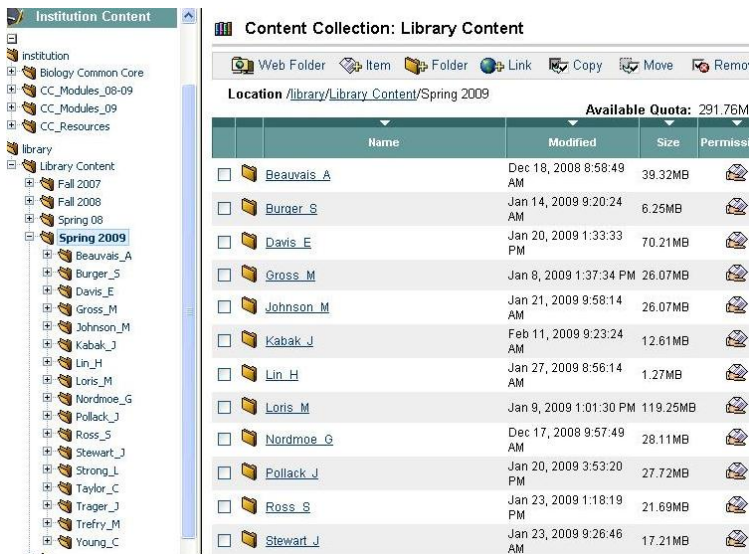 Institution Content
institution
Biology Common Core
CC_Modules_08-09
CC_Modules_09
CC_Resources
library
Library Content
Fall 2007
Fall 2008
Spring 08
Spring 2009
Beauvais_A
Burger_S
Davis_E
Gross_M
Johnson_M
Kabak_J
Lin_H
Loris_M
Nordmoe_G
Pollack_J
Ross_S
Stewart_J
Strong_L
Taylor_C
Trager_J
Trefry_M
Young_C
Content Collection: Library Content
Web Folder Item Folder Link Copy Move Remov
Location /library/Library Content/Spring 2009
Available Quota: 291.76M
Name Modified Size Permissi
Beauvais_A Dec 18, 2008 8:58:49 AM 39.32MB
Burger_S Jan 14, 2009 9:20:24 AM 6.25MB
Davis_E Jan 20, 2009 1:33:33 PM 70.21MB
Gross_M Jan 8, 2009 1:37:34 PM 26.07MB
Johnson_M Jan 21, 2009 9:58:14 AM 26.07MB
Kabak_J Feb 11, 2009 9:23:24 AM 12.61MB
Lin_H Jan 27, 2009 8:56:14 AM 1.27MB
Loris_M Jan 9, 2009 1:01:30 PM 119.25MB
Nordmoe_G Dec 17, 2008 9:57:49 AM 28.11MB
Pollack_J Jan 20, 2009 3:53:20 PM 27.72MB
Ross_S Jan 23, 2009 1:18:19 PM 21.69MB
Stewart_J Jan 23, 2009 9:26:46 AM 17.21MB